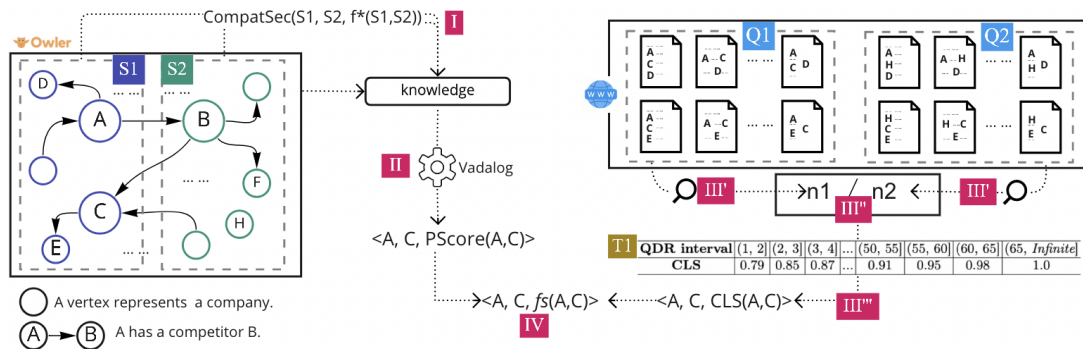 CompatSec(S1, S2, f*(S1,S2))
I
Owler
S1
S2
D
... ...
... ...
A
B
C
E
F
H
... ...
... ...
knowledge
II
Vadalog
<A, C, PScore(A,C)>
<A, C, fs(A,C)>
IV
<A, C, CLS(A,C)>
A vertex represents a company.
A
B
A has a competitor B.
WWW
Q1
Q2
A
C
D
A C
D
... ...
A
C D
A
C
E
A C
E
... ...
A
E C
A
H
D
A H
D
... ...
A
H D
H
C
E
H C
E
... ...
H
E C
III'
n1 / n2
III'
III''
T1
QDR interval (1, 2] (2, 3] (3, 4] ... (50, 55] (55, 60] (60, 65] (65, Infinite]
CLS 0.79 0.85 0.87 ... 0.91 0.95 0.98 1.0
III'''